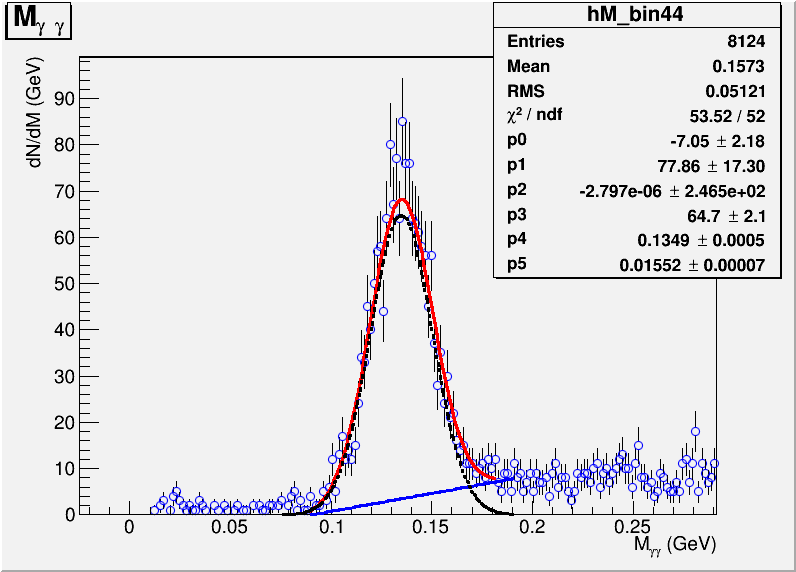 M γ γ
hM_bin44
Entries 8124
Mean 0.1573
RMS 0.05121
χ² / ndf 53.52 / 52
p0 -7.05 ± 2.18
p1 77.86 ± 17.30
p2 -2.797e-06 ± 2.465e+02
p3 64.7 ± 2.1
p4 0.1349 ± 0.0005
p5 0.01552 ± 0.00007
dN/dM (GeV)
90
80
70
60
50
40
30
20
10
0
0 0.05 0.1 0.15 0.2 0.25
Mγγ (GeV)